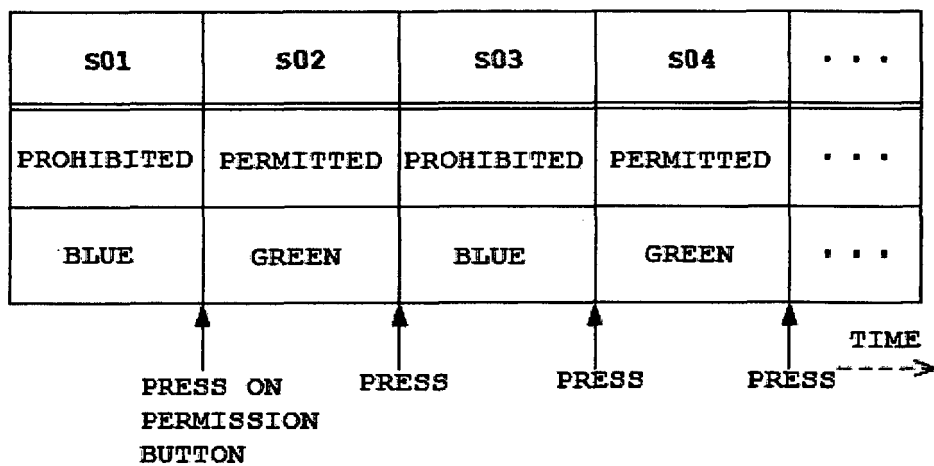 S01 S02 S03 S04 ...
PROHIBITED PERMITTED PROHIBITED PERMITTED ...
BLUE GREEN BLUE GREEN ...
TIME
PRESS ON PERMISSION BUTTON
PRESS
PRESS
PRESS